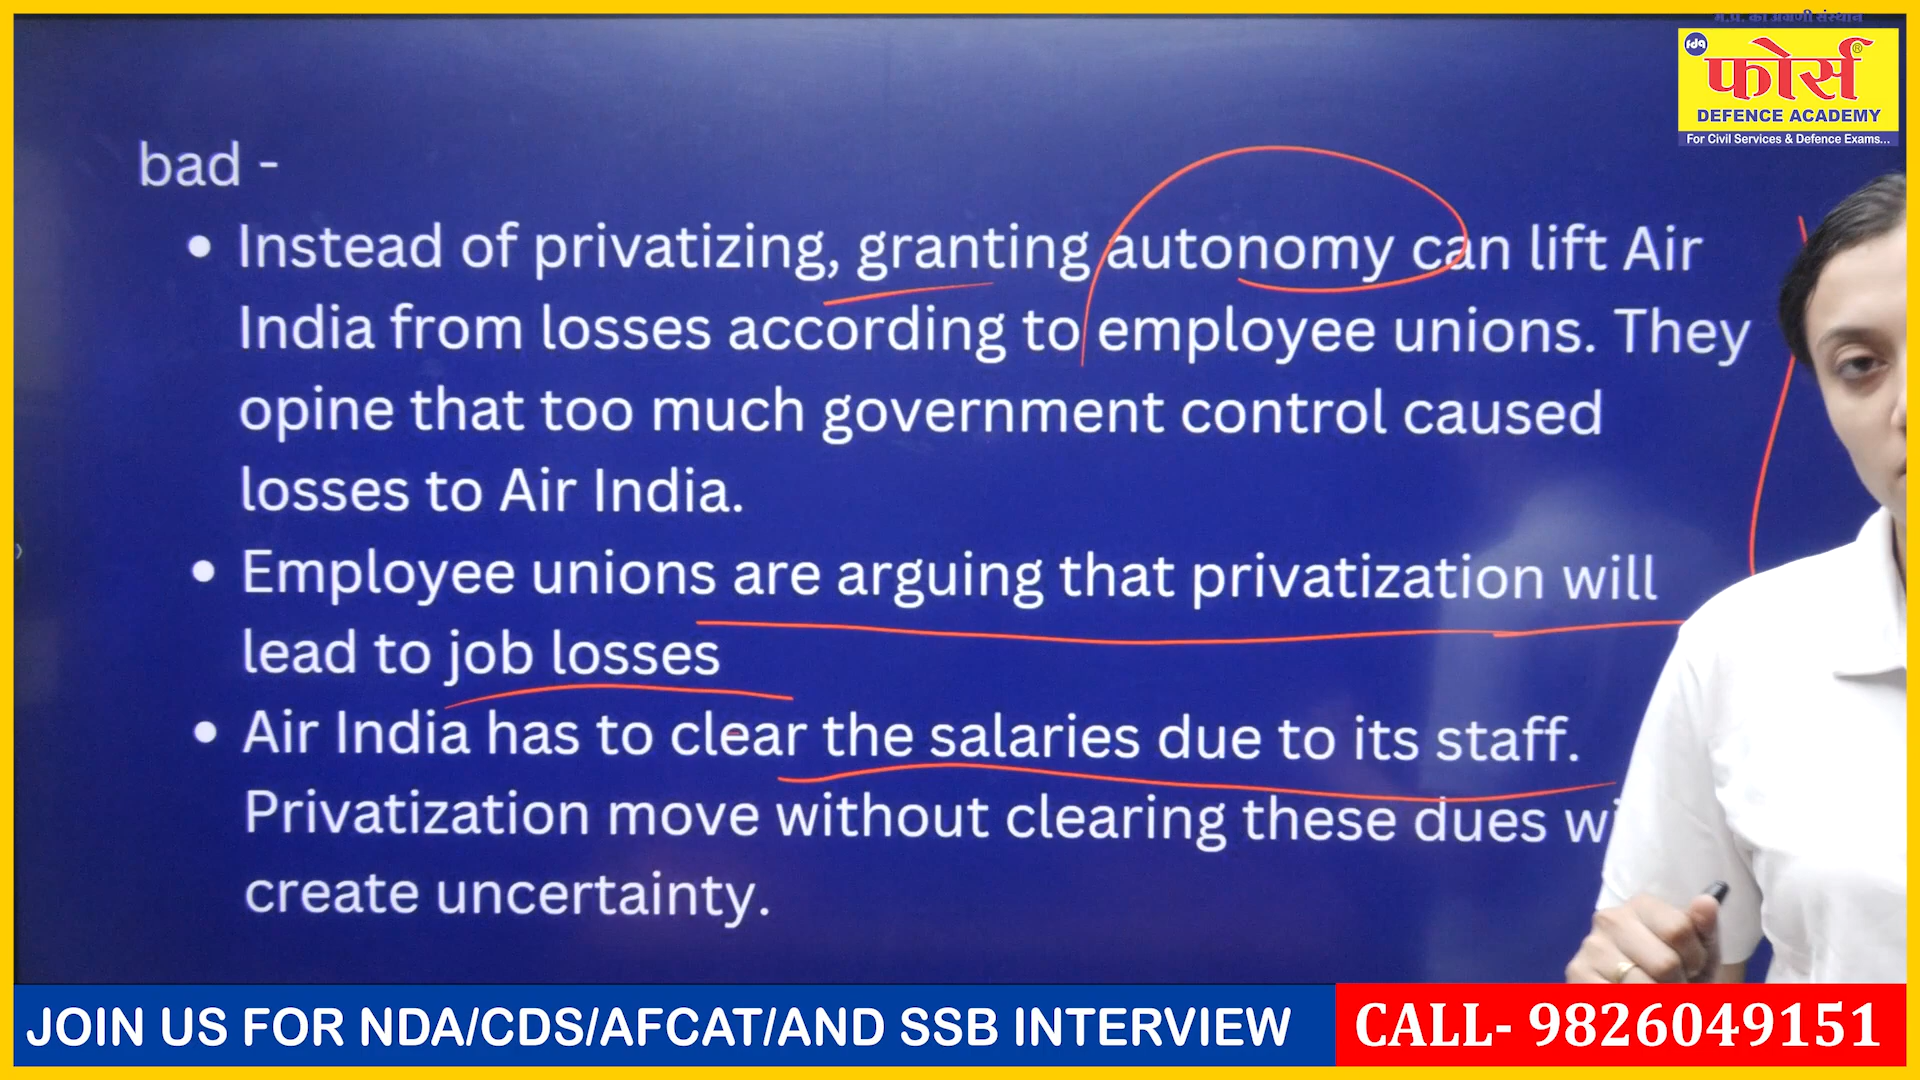 म.प्र. का अग्रणी संस्थान
fda
फोर्स®
DEFENCE ACADEMY
For Civil Services & Defence Exams...
bad -
• Instead of privatizing, granting autonomy can lift Air
India from losses according to employee unions. They
opine that too much government control caused
losses to Air India.
• Employee unions are arguing that privatization will
lead to job losses
• Air India has to clear the salaries due to its staff.
Privatization move without clearing these dues
create uncertainty.
JOIN US FOR NDA/CDS/AFCAT/AND SSB INTERVIEW
CALL- 9826049151